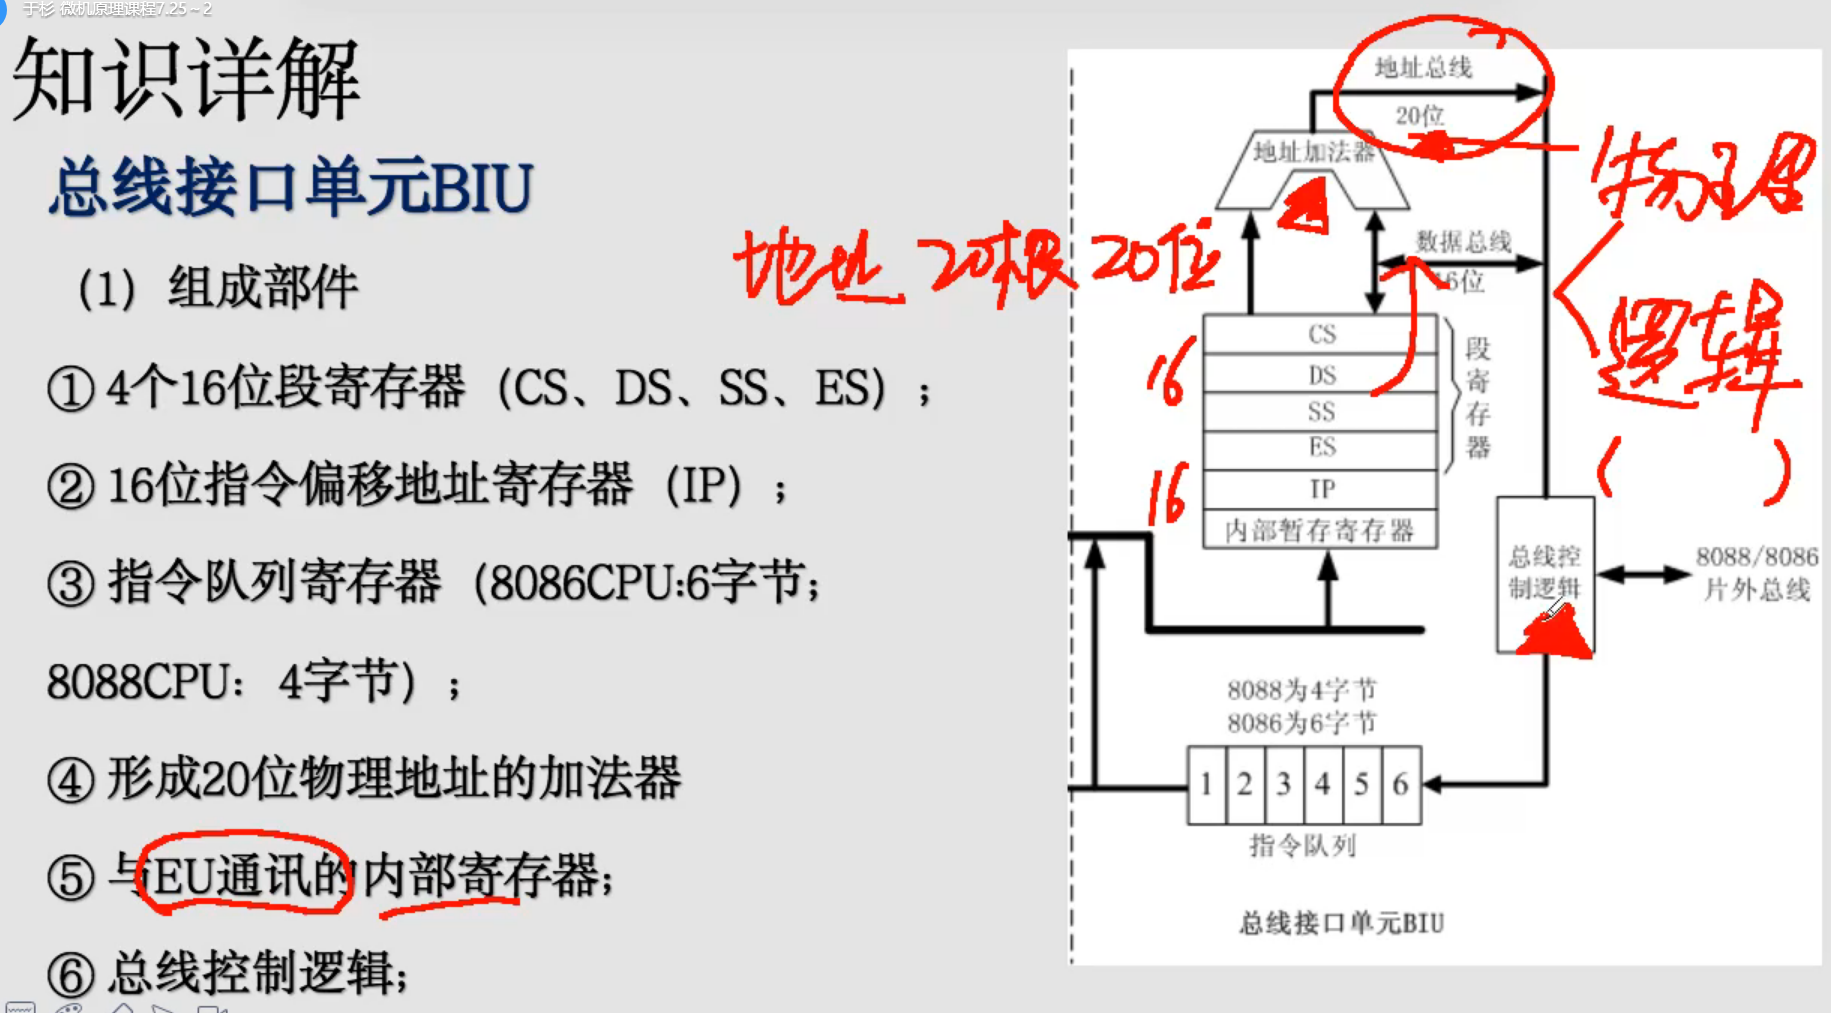 于杉 微机原理课程7.25-2
知识详解
总线接口单元BIU
(1) 组成部件
① 4个16位段寄存器（CS、DS、SS、ES）；
② 16位指令偏移地址寄存器（IP）；
③ 指令队列寄存器（8086CPU:6字节；
8088CPU： 4字节）；
④ 形成20位物理地址的加法器
⑤ 与EU通讯的内部寄存器；
⑥ 总线控制逻辑；
地址总线
20位
地址加法器
物理
地址 20根 20位
数据总线
16位
逻辑
( )
16
CS
DS
SS
ES
段寄存器
16
IP
内部暂存寄存器
总线控
制逻辑
8088/8086
片外总线
8088为4字节
8086为6字节
1 2 3 4 5 6
指令队列
总线接口单元BIU